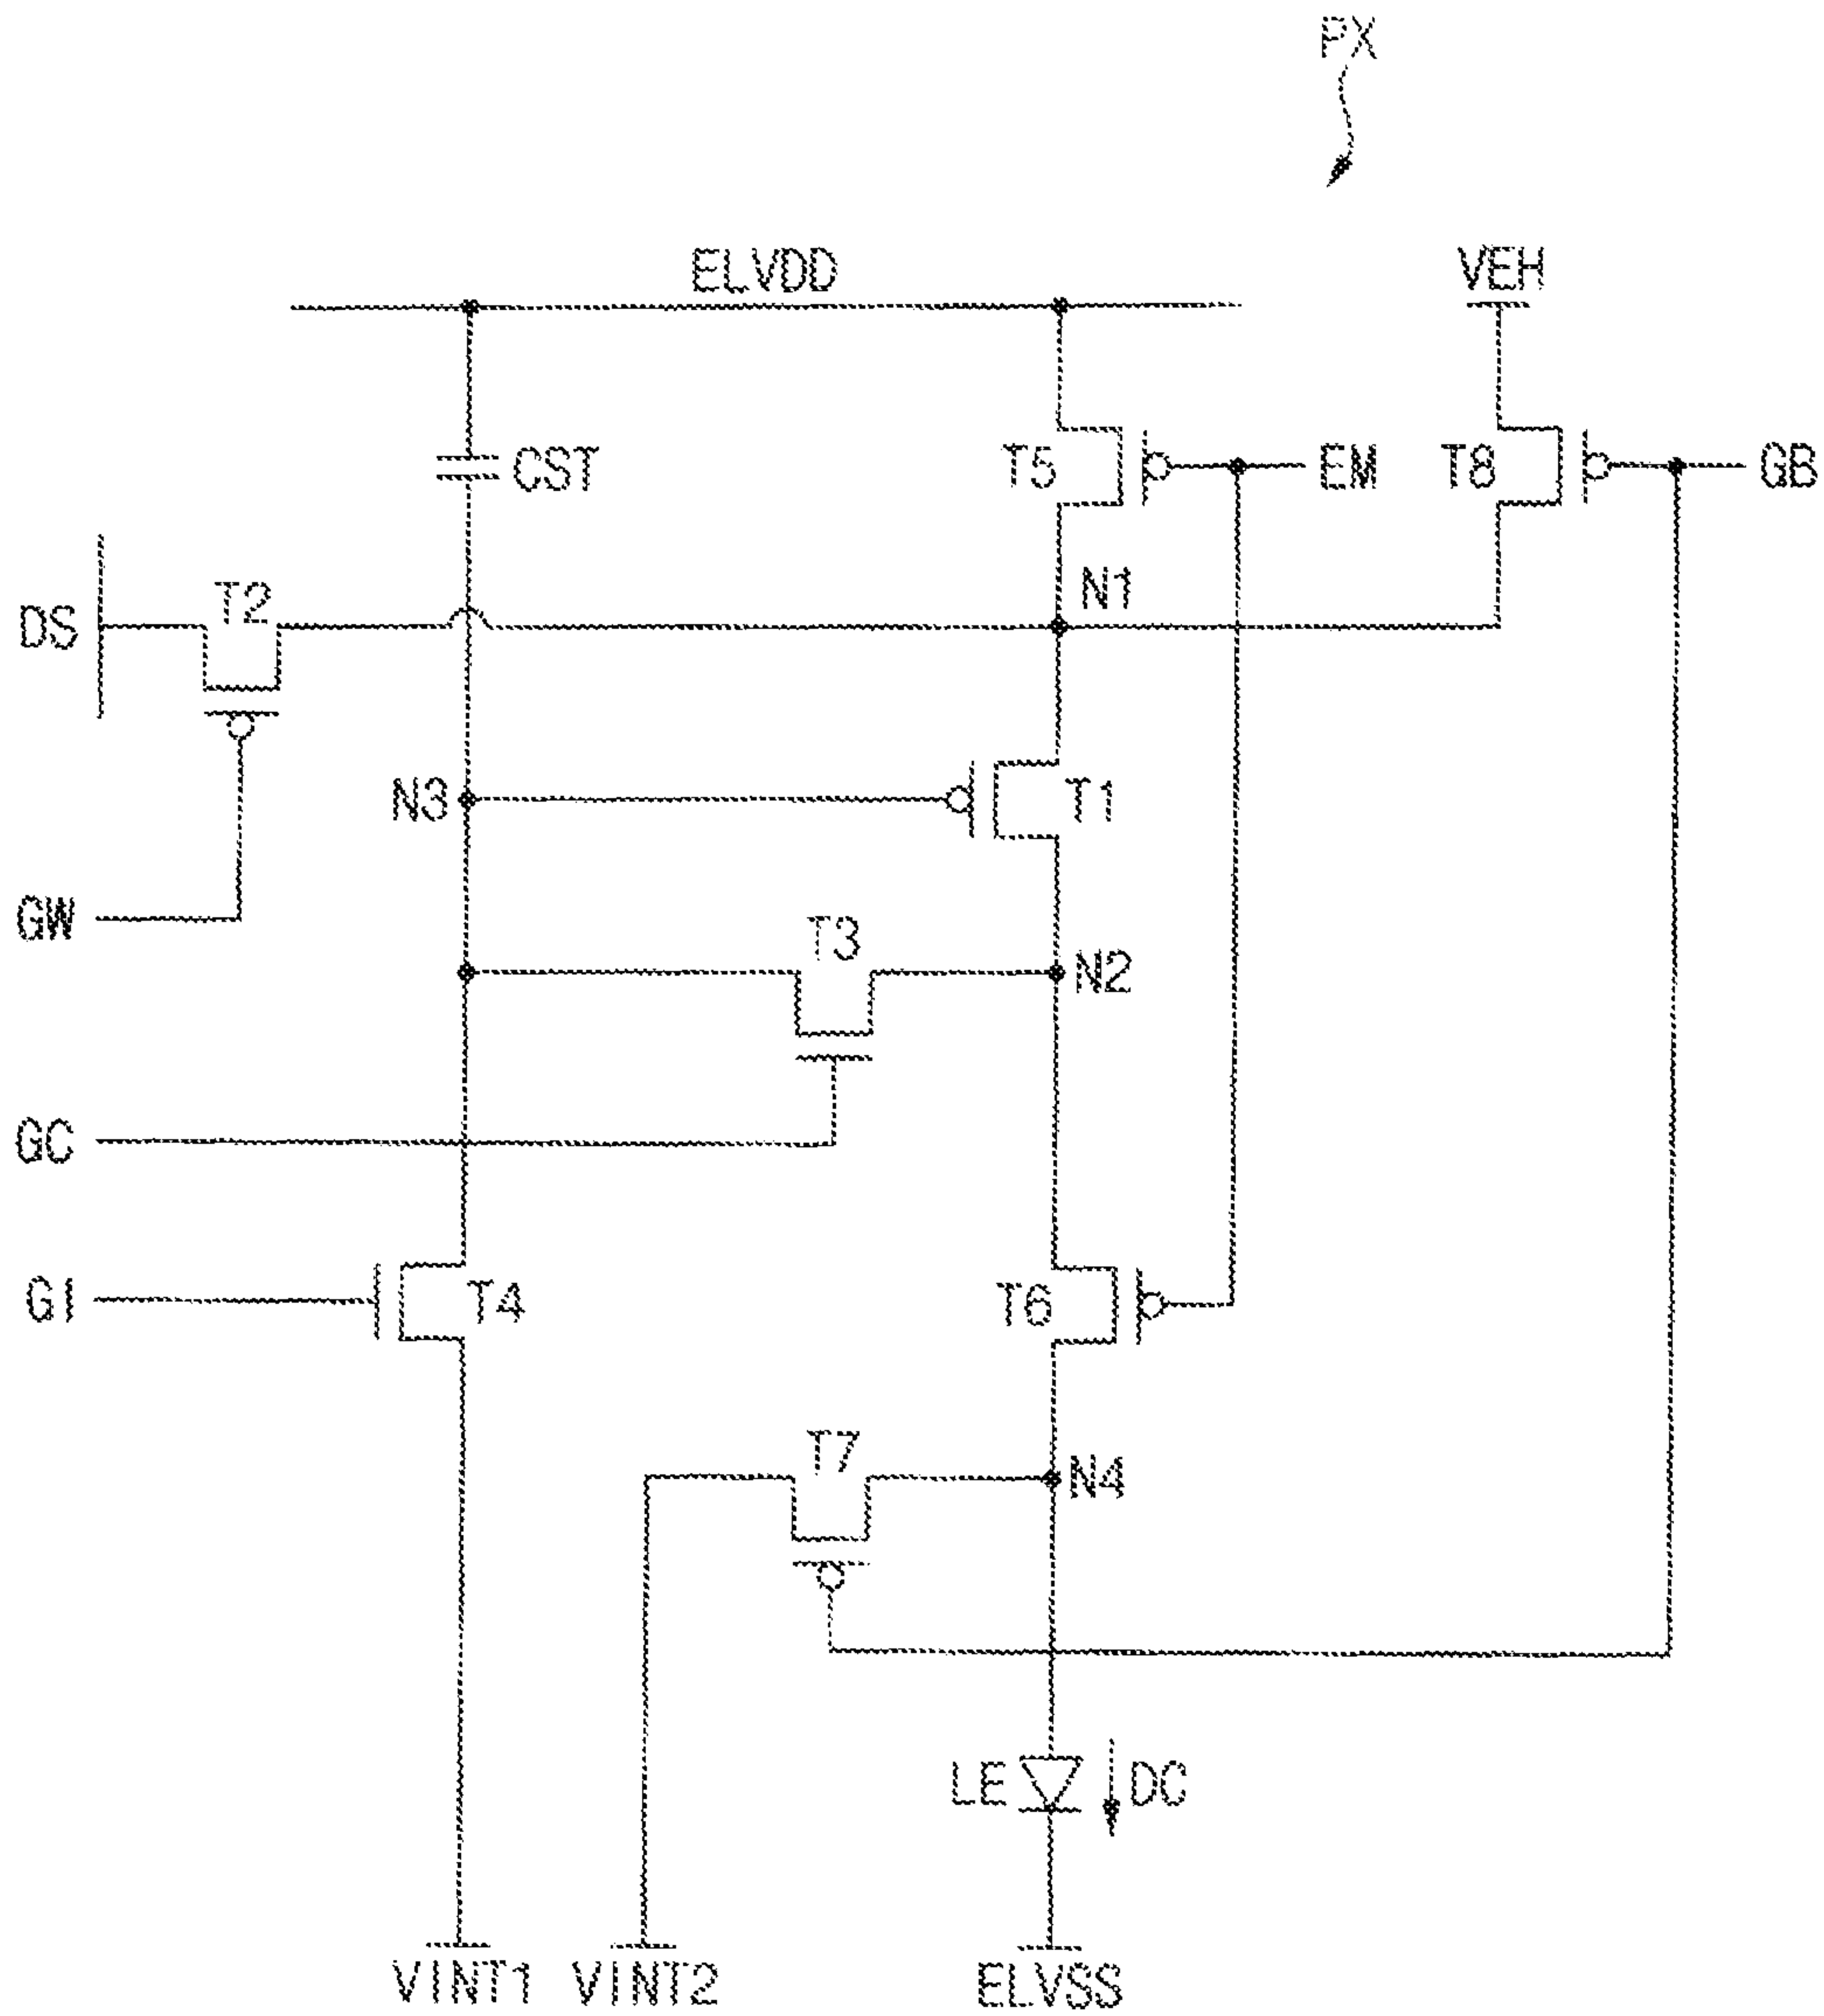 PX
ELVDD
VEH
CST
T5
EM
T8
GB
DS
T2
N1
N3
T1
GW
T3
N2
GC
GI
T4
T6
T7
N4
LE
DC
VINT1
VINT2
ELVSS